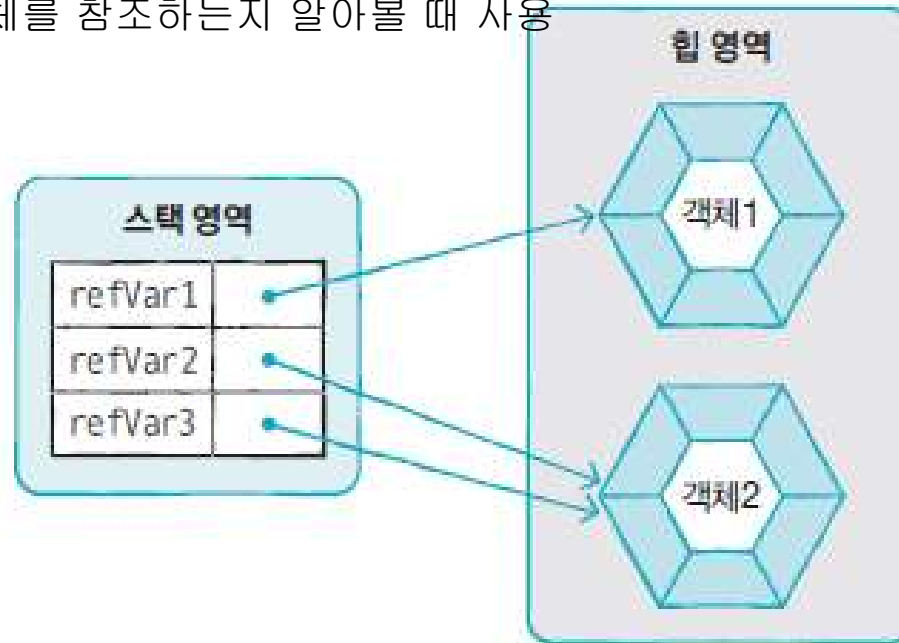 체를 참조하는지 알아볼 때 사용
힙 영역
스택 영역
refVar1
refVar2
refVar3
객체1
객체2